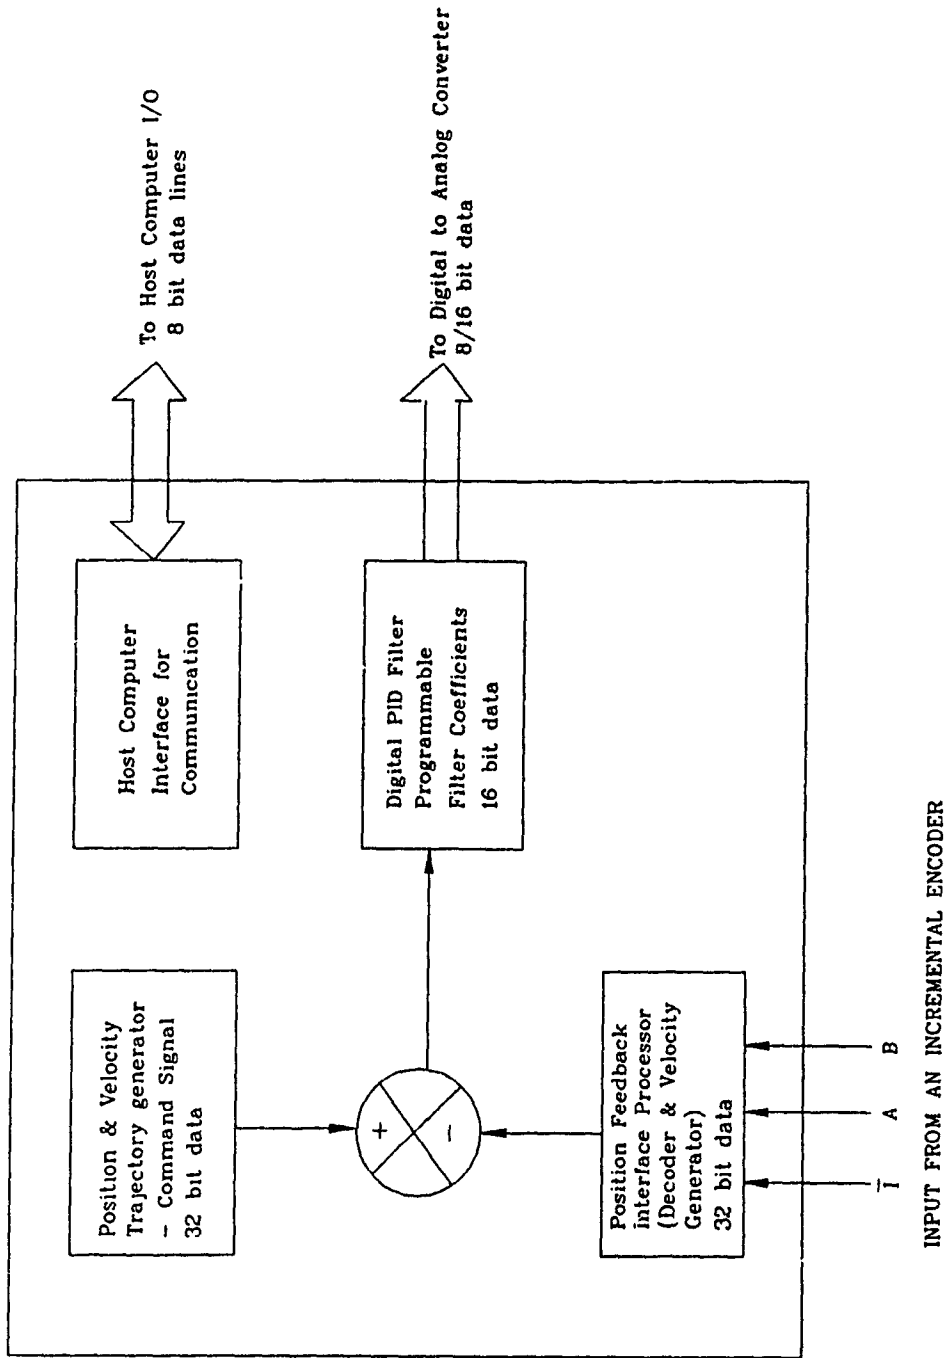 Position & Velocity
Trajectory generator
- Command Signal
32 bit data
Host Computer
Interface for
Communication
To Host Computer I/O
8 bit data lines
+
-
Digital PID Filter
Programmable
Filter Coefficients
16 bit data
To Digital to Analog Converter
8/16 bit data
Position Feedback
interface Processor
(Decoder & Velocity
Generator)
32 bit data
I̅ A B
INPUT FROM AN INCREMENTAL ENCODER